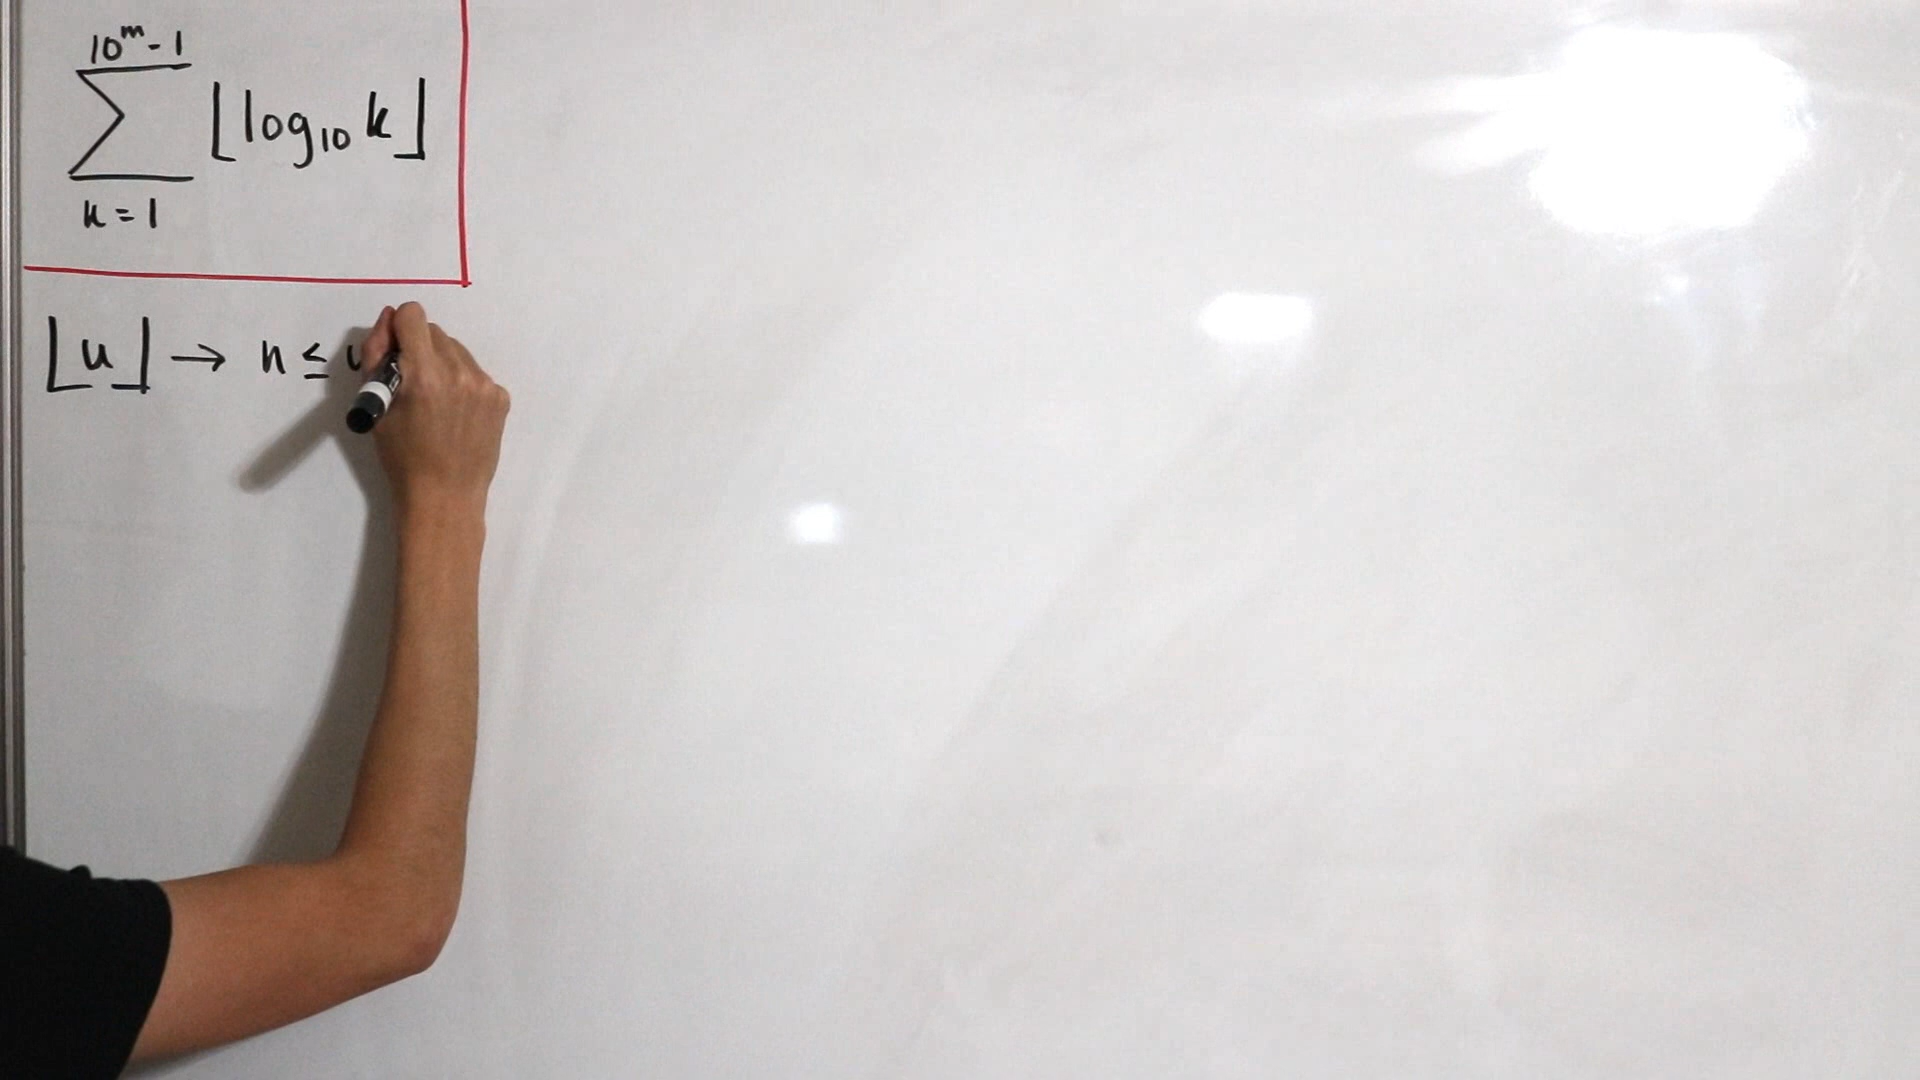 10^m - 1
∑ ⌊log₁₀ k⌋
k = 1
⌊u⌋ → n ≤ u